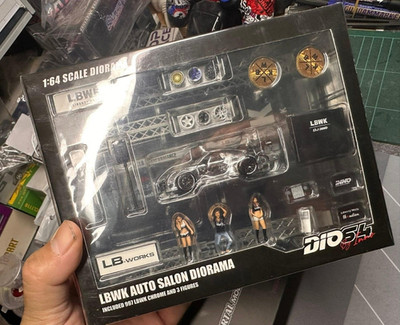 1:64 SCALE DIORAMA
LBWK
LBWK
LB-WORKS
DIO64
LBWK AUTO SALON DIORAMA
INCLUDED 997 LBWK CHROME AND 3 FIGURES